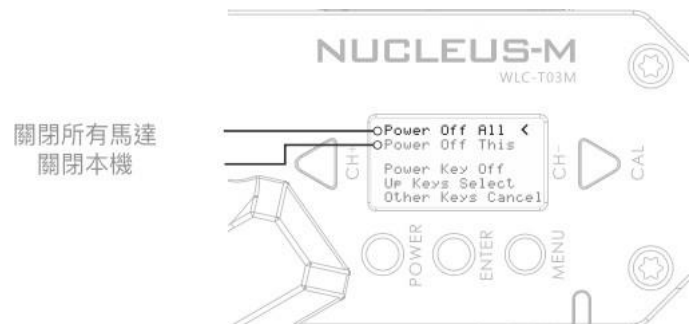 NUCLEUS-M
WLC-T03M
關閉所有馬達
關閉本機
Power Off All <
Power Off This
Power Key Off
Up Keys Select
Other Keys Cancel
CH+
CH-
CAL
POWER
ENTER
MENU